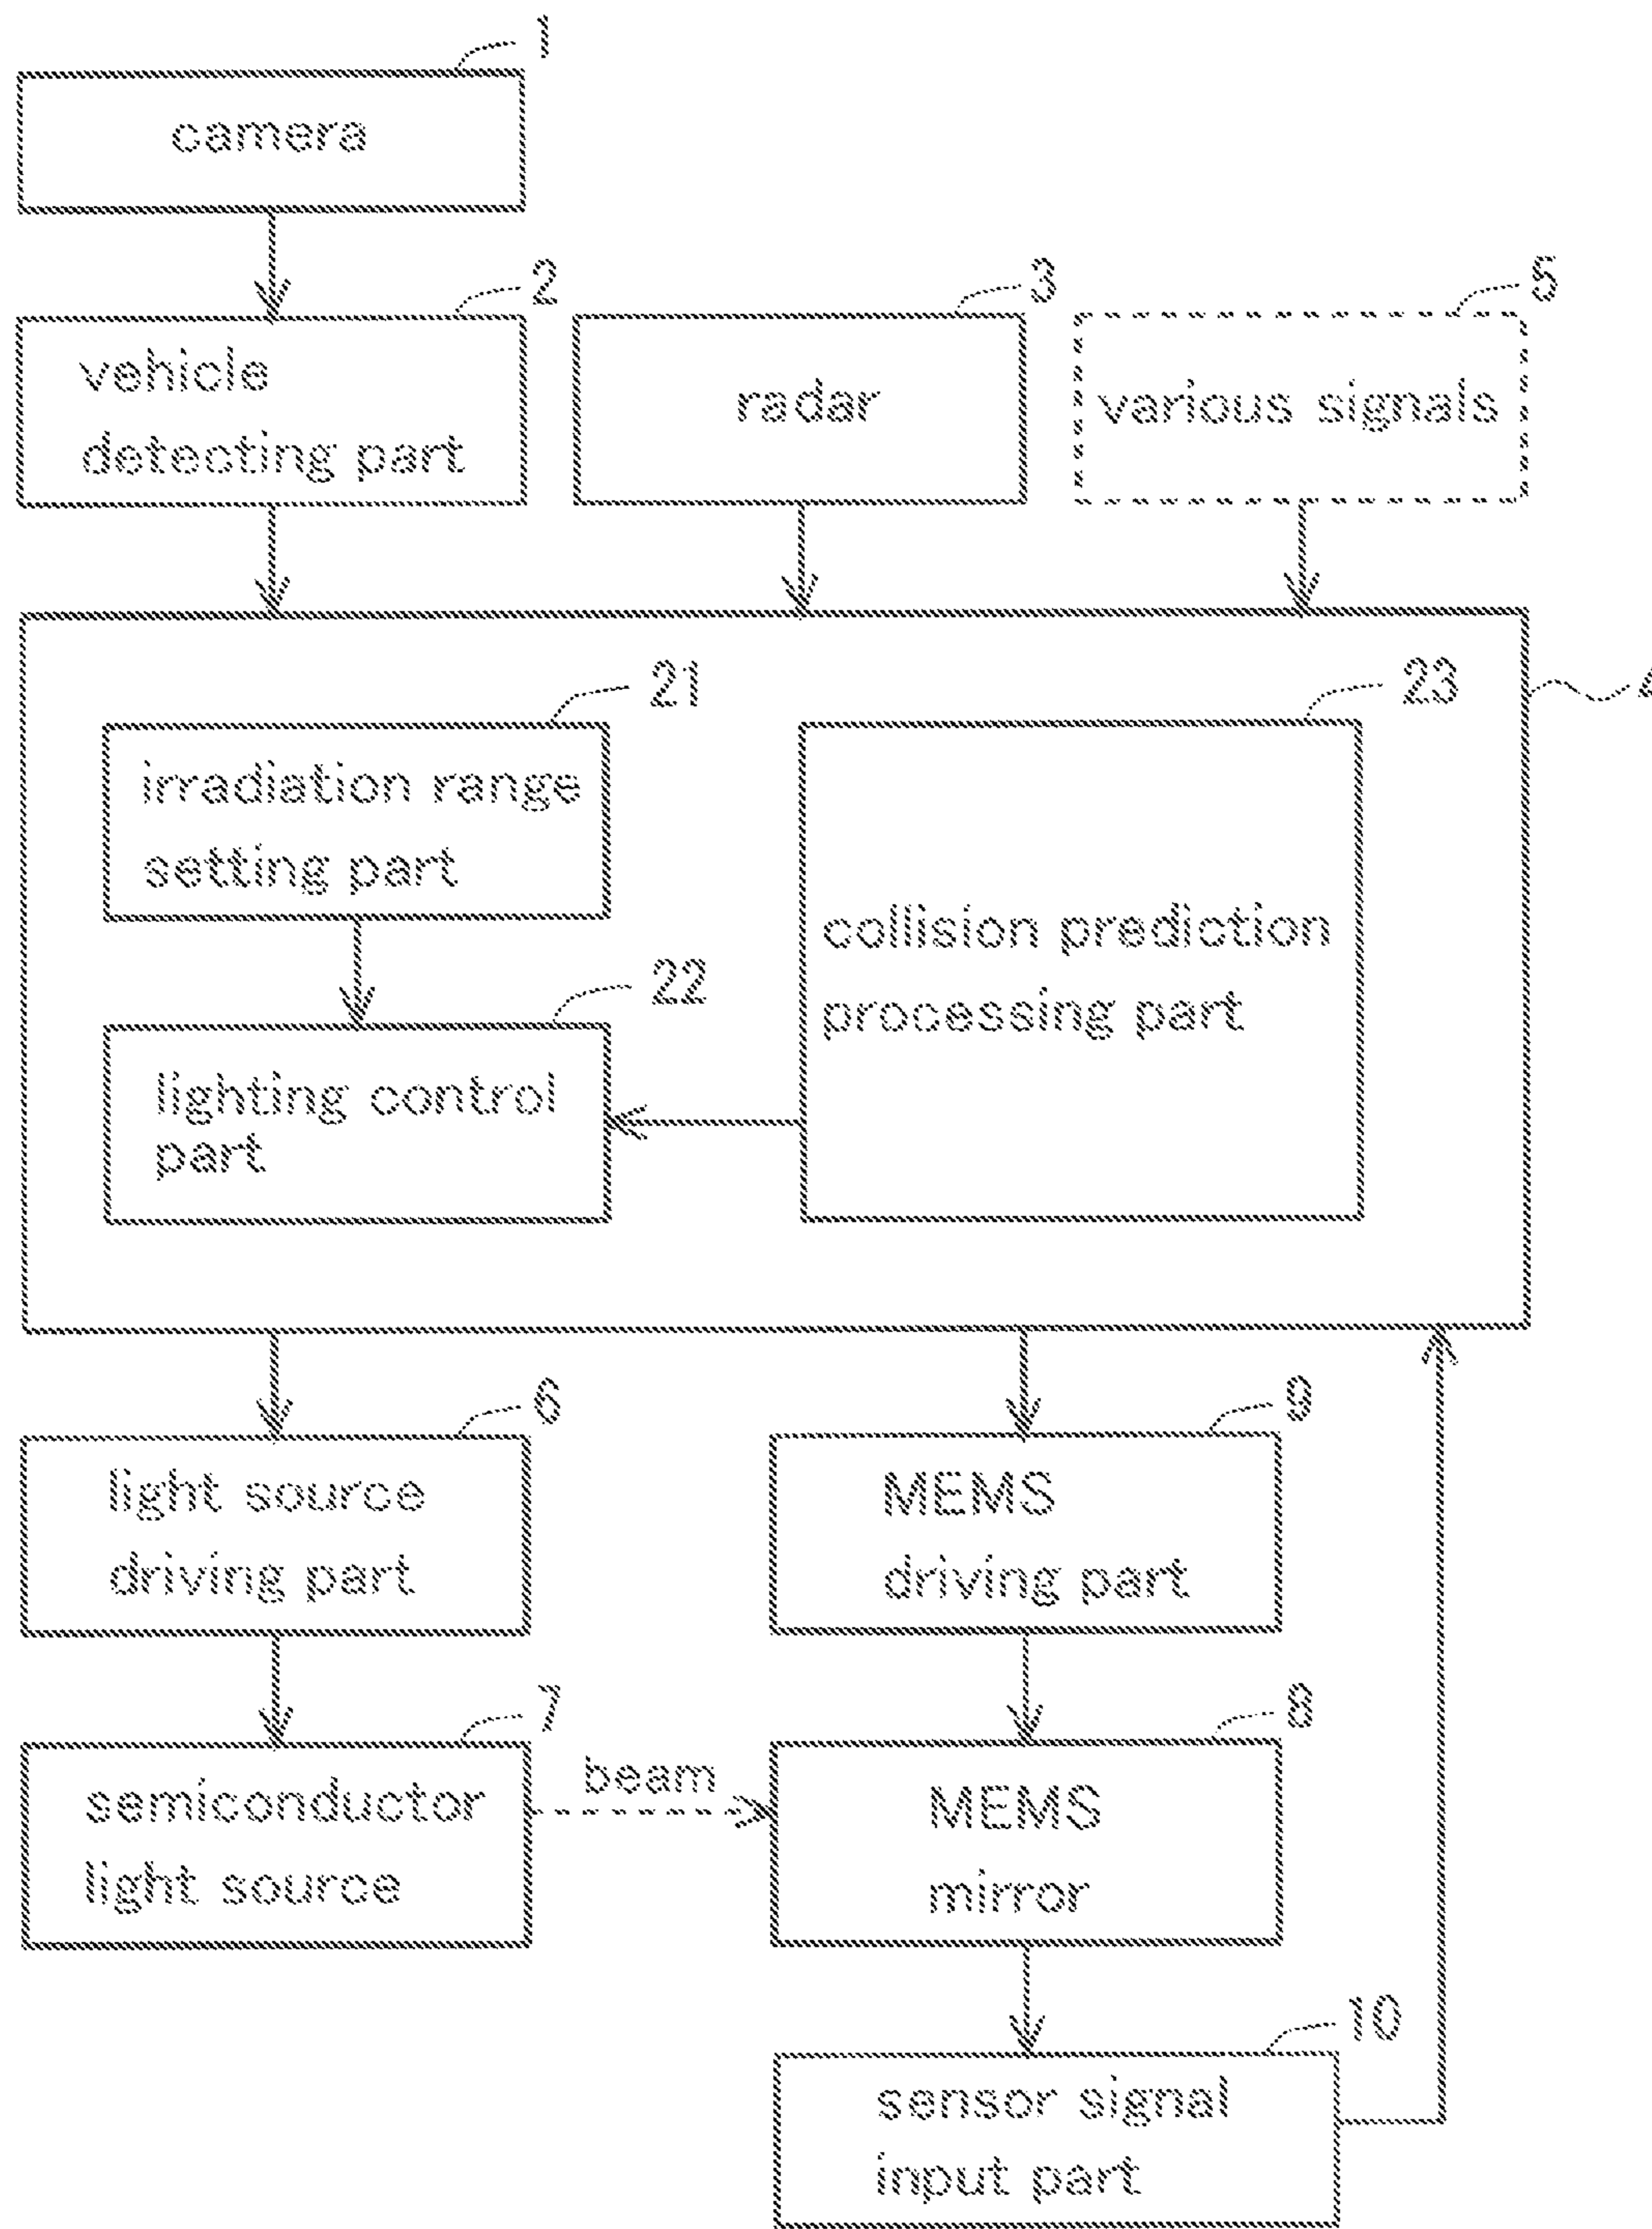 1
camera
2
vehicle
detecting part
3
radar
5
various signals
4
21
irradiation range
setting part
22
lighting control
part
23
collision prediction
processing part
6
light source
driving part
9
MEMS
driving part
7
semiconductor
light source
beam
8
MEMS
mirror
10
sensor signal
input part